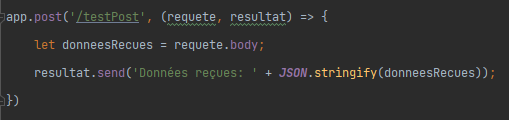 app.post('/testPost', (requete, resultat) => {
let donneesRecues = requete.body;
resultat.send('Données reçues: ' + JSON.stringify(donneesRecues));
})